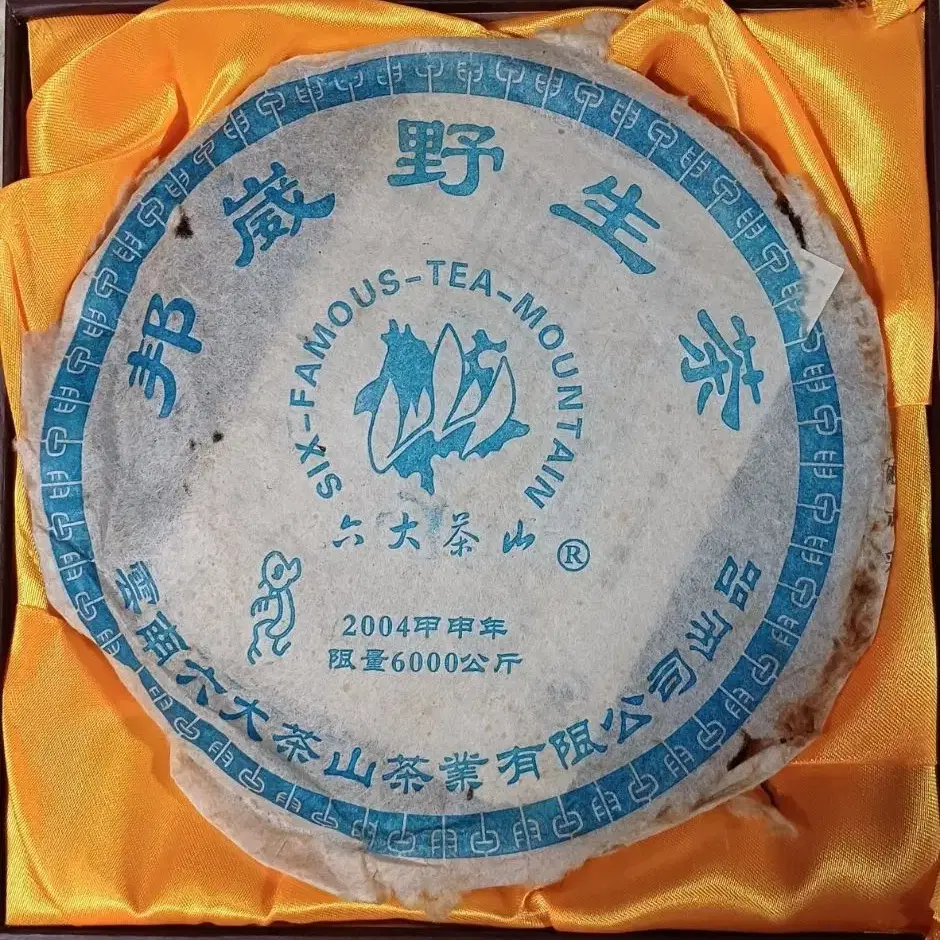 邦崴野生茶
SIX-FAMOUS-TEA-MOUNTAIN
六大茶山®
2004甲申年
限量6000公斤
雲南六大茶山茶業有限公司出品